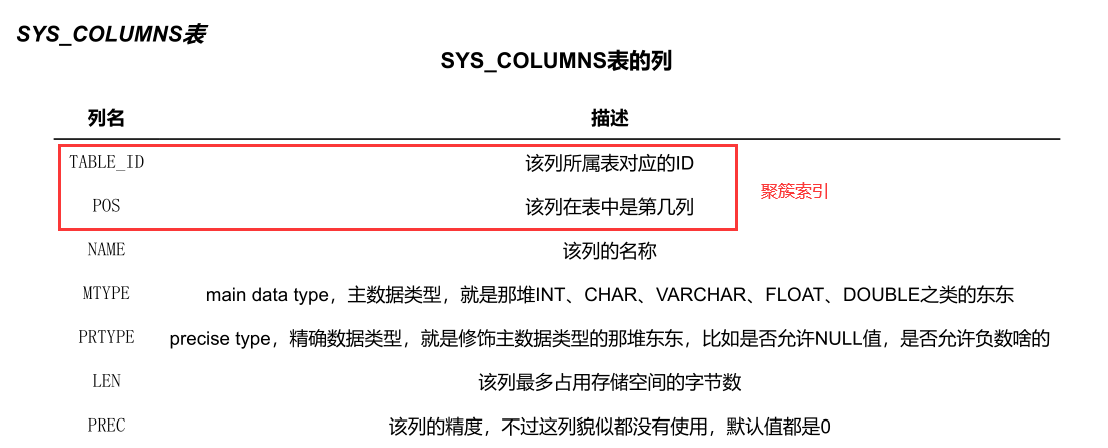 SYS_COLUMNS表
SYS_COLUMNS表的列
列名 描述
TABLE_ID 该列所属表对应的ID
聚簇索引
POS 该列在表中是第几列
NAME 该列的名称
MTYPE main data type，主数据类型，就是那堆INT、CHAR、VARCHAR、FLOAT、DOUBLE之类的东东
PRTYPE precise type，精确数据类型，就是修饰主数据类型的那堆东东，比如是否允许NULL值，是否允许负数啥的
LEN 该列最多占用存储空间的字节数
PREC 该列的精度，不过这列貌似都没有使用，默认值都是0